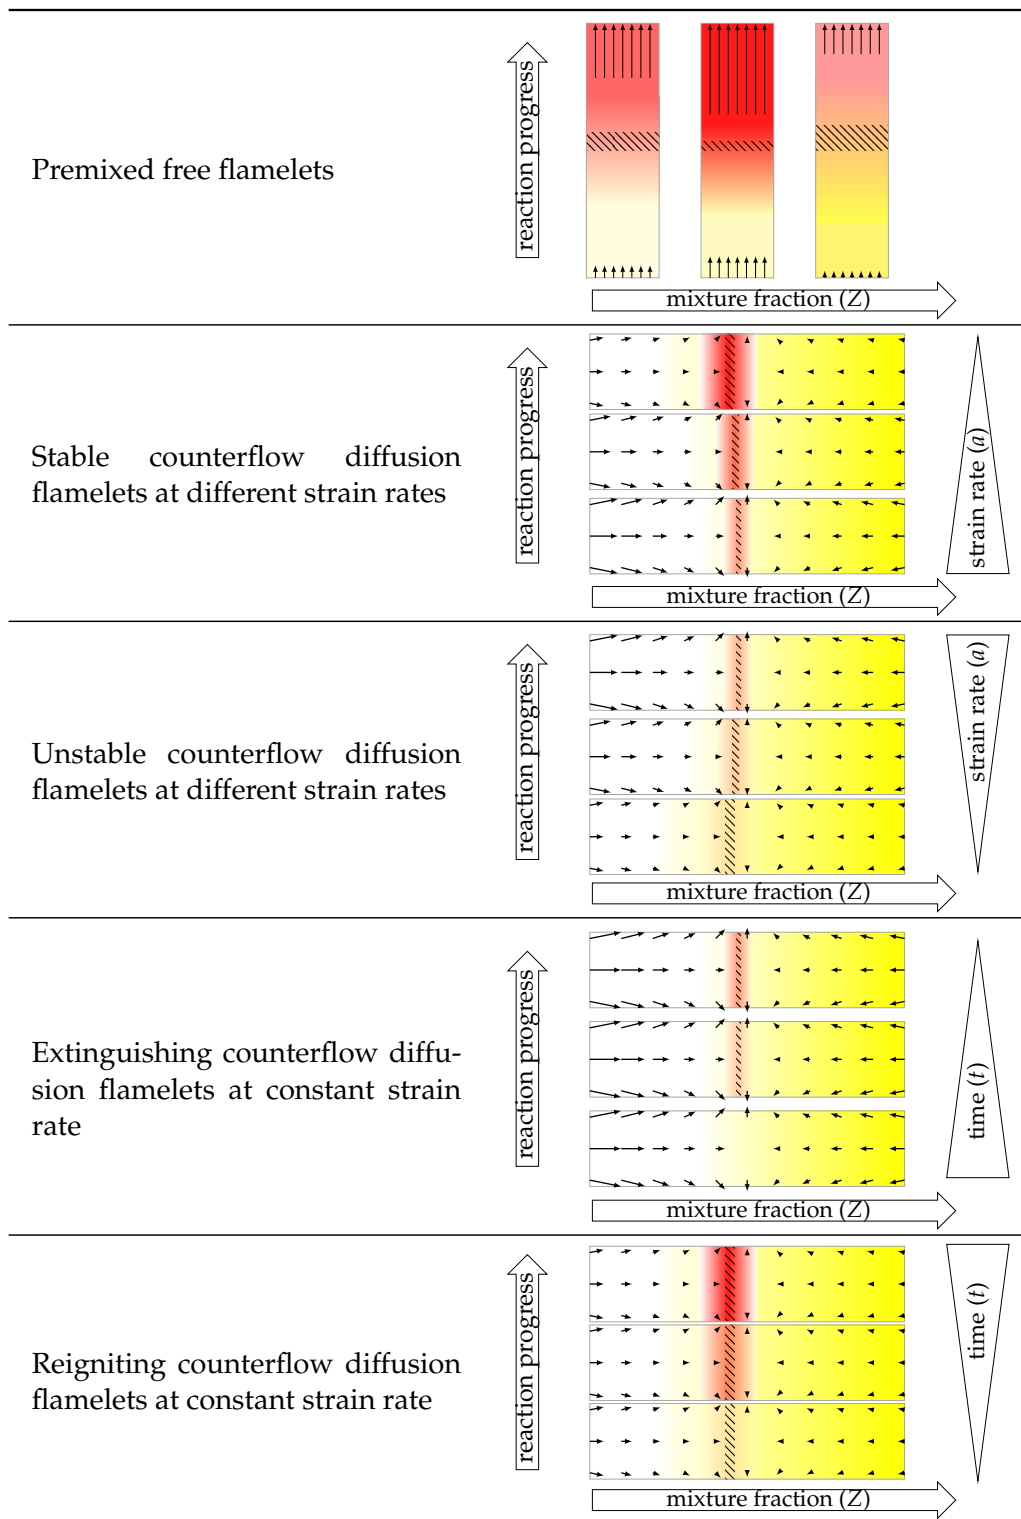 Premixed free flamelets
reaction progress
mixture fraction (Z)
Stable counterflow diffusion
flamelets at different strain rates
reaction progress
mixture fraction (Z)
strain rate (a)
Unstable counterflow diffusion
flamelets at different strain rates
reaction progress
mixture fraction (Z)
strain rate (a)
Extinguishing counterflow diffu-
sion flamelets at constant strain
rate
reaction progress
mixture fraction (Z)
time (t)
Reigniting counterflow diffusion
flamelets at constant strain rate
reaction progress
mixture fraction (Z)
time (t)